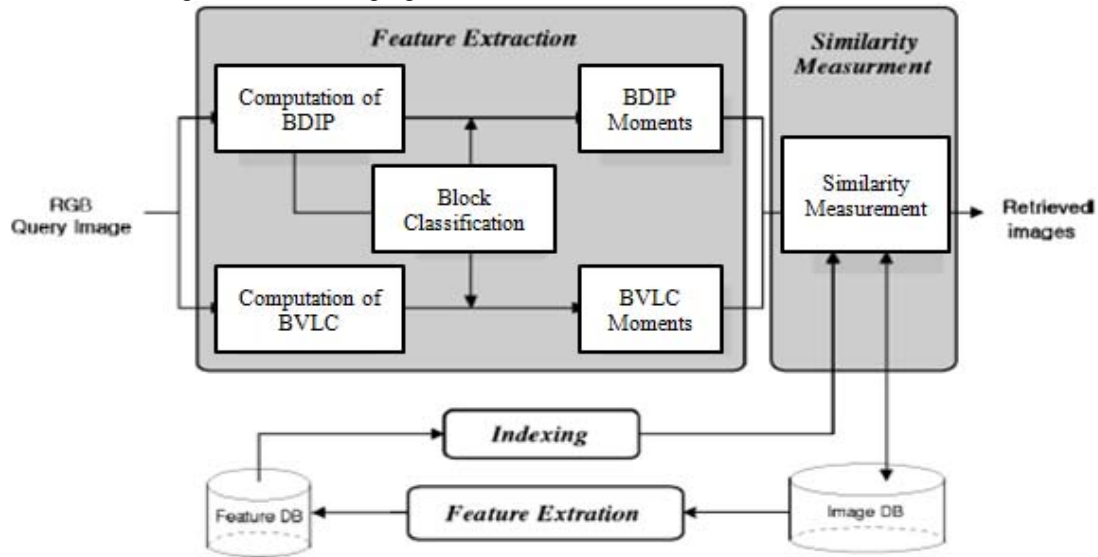 Feature Extraction
Similarity
Measurment
Computation of
BDIP
BDIP
Moments
Block
Classification
Similarity
Measurement
RGB
Query Image
Retrieved
images
Computation of
BVLC
BVLC
Moments
Indexing
Feature DB
Feature Extration
Image DB